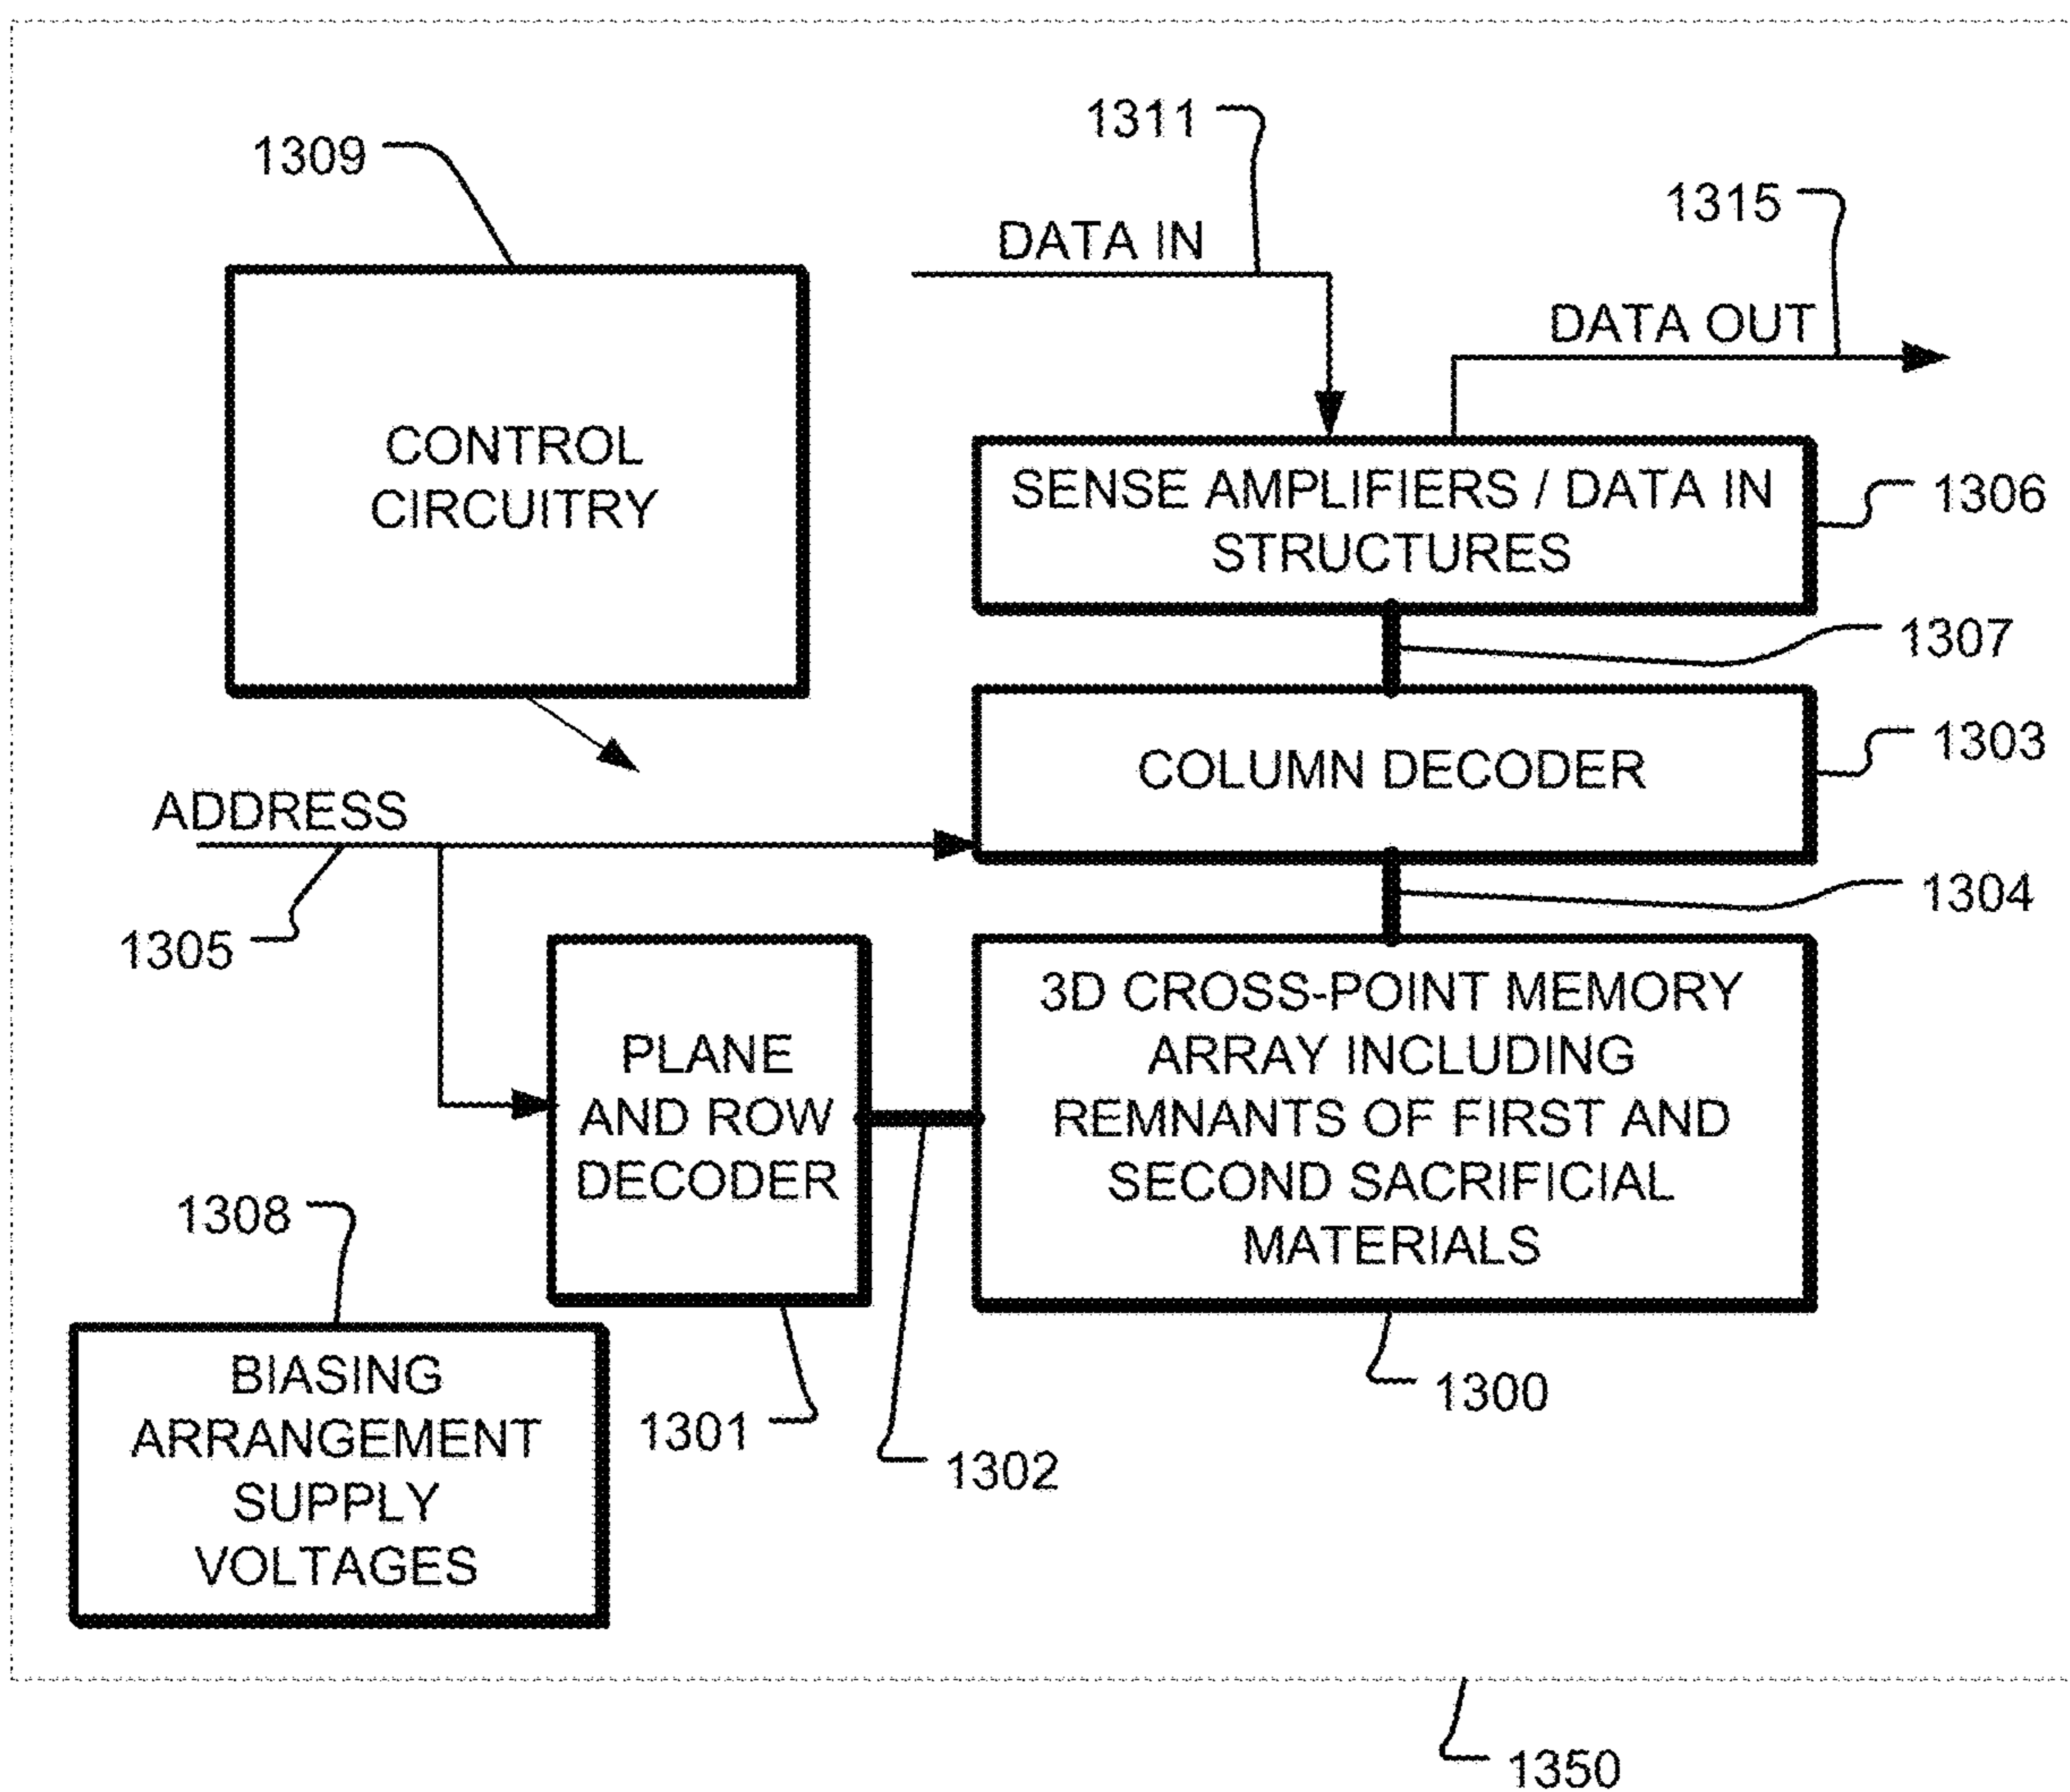 1311
1309
1315
DATA IN
DATA OUT
CONTROL
CIRCUITRY
SENSE AMPLIFIERS / DATA IN
STRUCTURES
1306
1307
COLUMN DECODER
1303
ADDRESS
1304
1305
3D CROSS-POINT MEMORY
ARRAY INCLUDING
REMNANTS OF FIRST AND
SECOND SACRIFICIAL
MATERIALS
PLANE
AND ROW
DECODER
1308
1300
BIASING
ARRANGEMENT
SUPPLY
VOLTAGES
1301
1302
1350